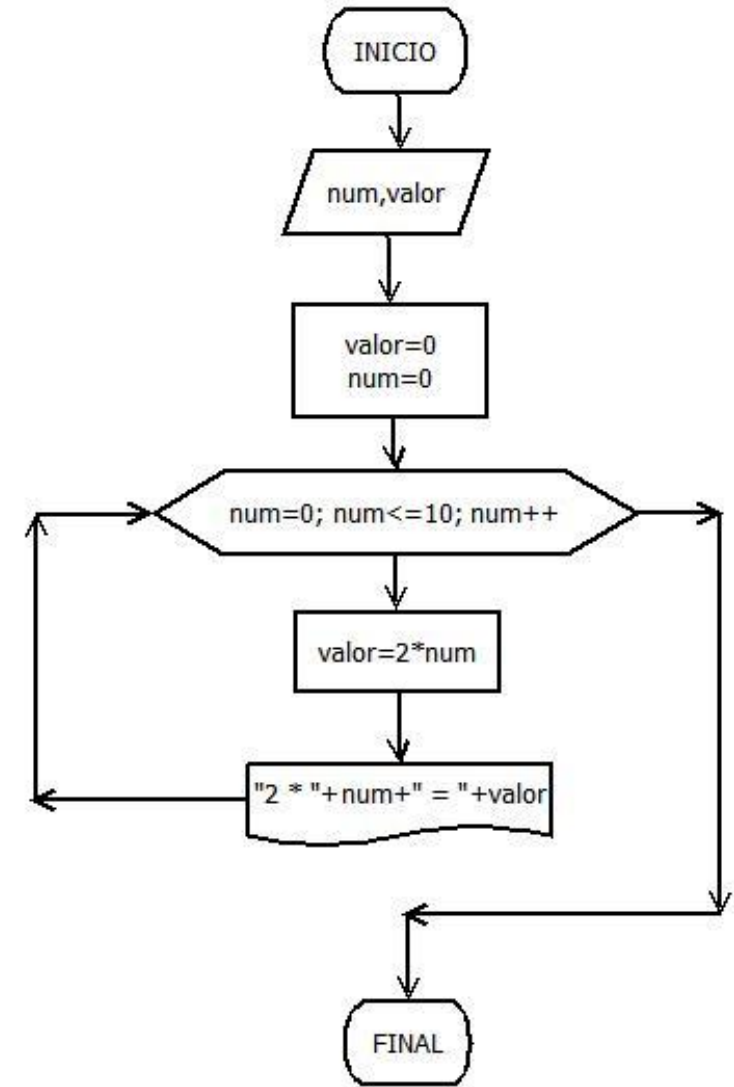 INICIO
num,valor
valor=0
num=0
num=0; num<=10; num++
valor=2*num
"2 * "+num+" = "+valor
FINAL